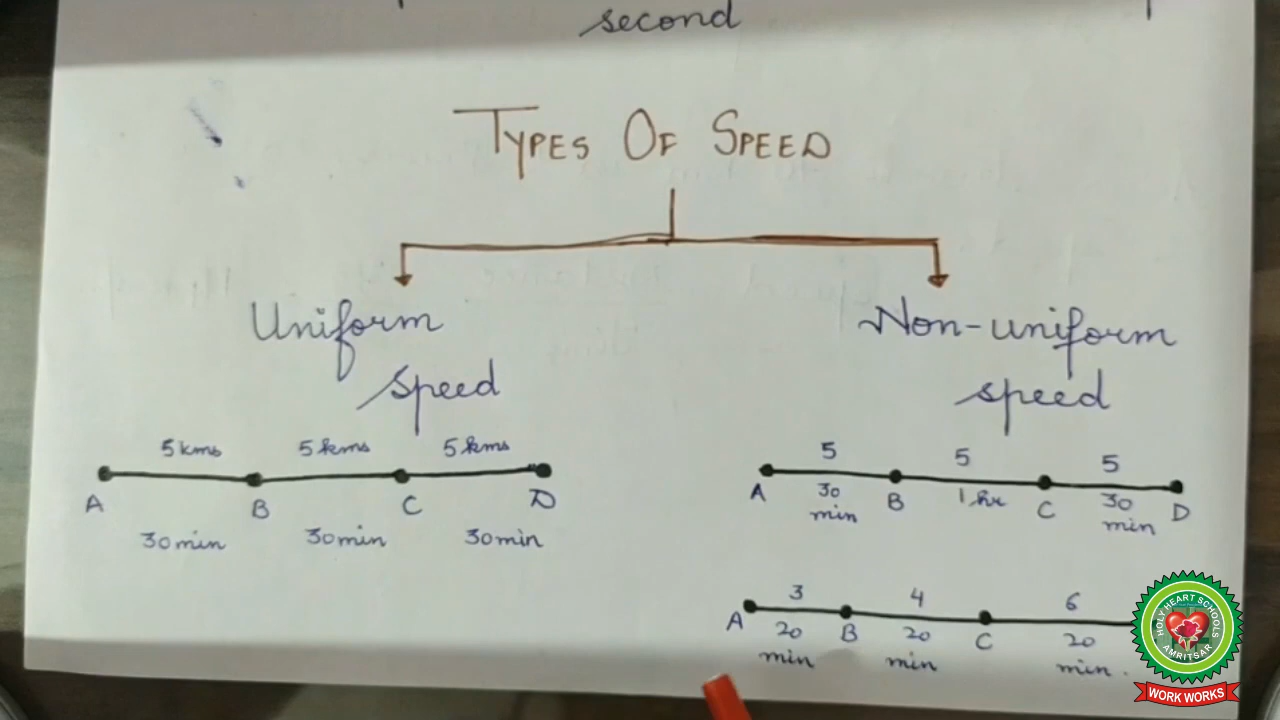 second
TYPES OF SPEED
Uniform
speed
Non-uniform
speed
5 kms 5 kms 5 kms
A B C D
30 min 30 min 30 min
5 5 5
A 30 min B 1 hr C 30 min D
3 4 6
A 20 min B 20 min C 20 min.
HOLY HEART SCHOOLS
AMRITSAR
WORK WORKS